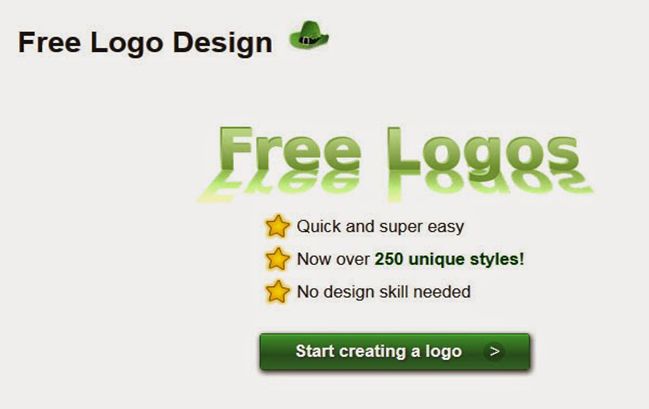 Free Logo Design
Free Logos
Quick and super easy
Now over 250 unique styles!
No design skill needed
Start creating a logo >